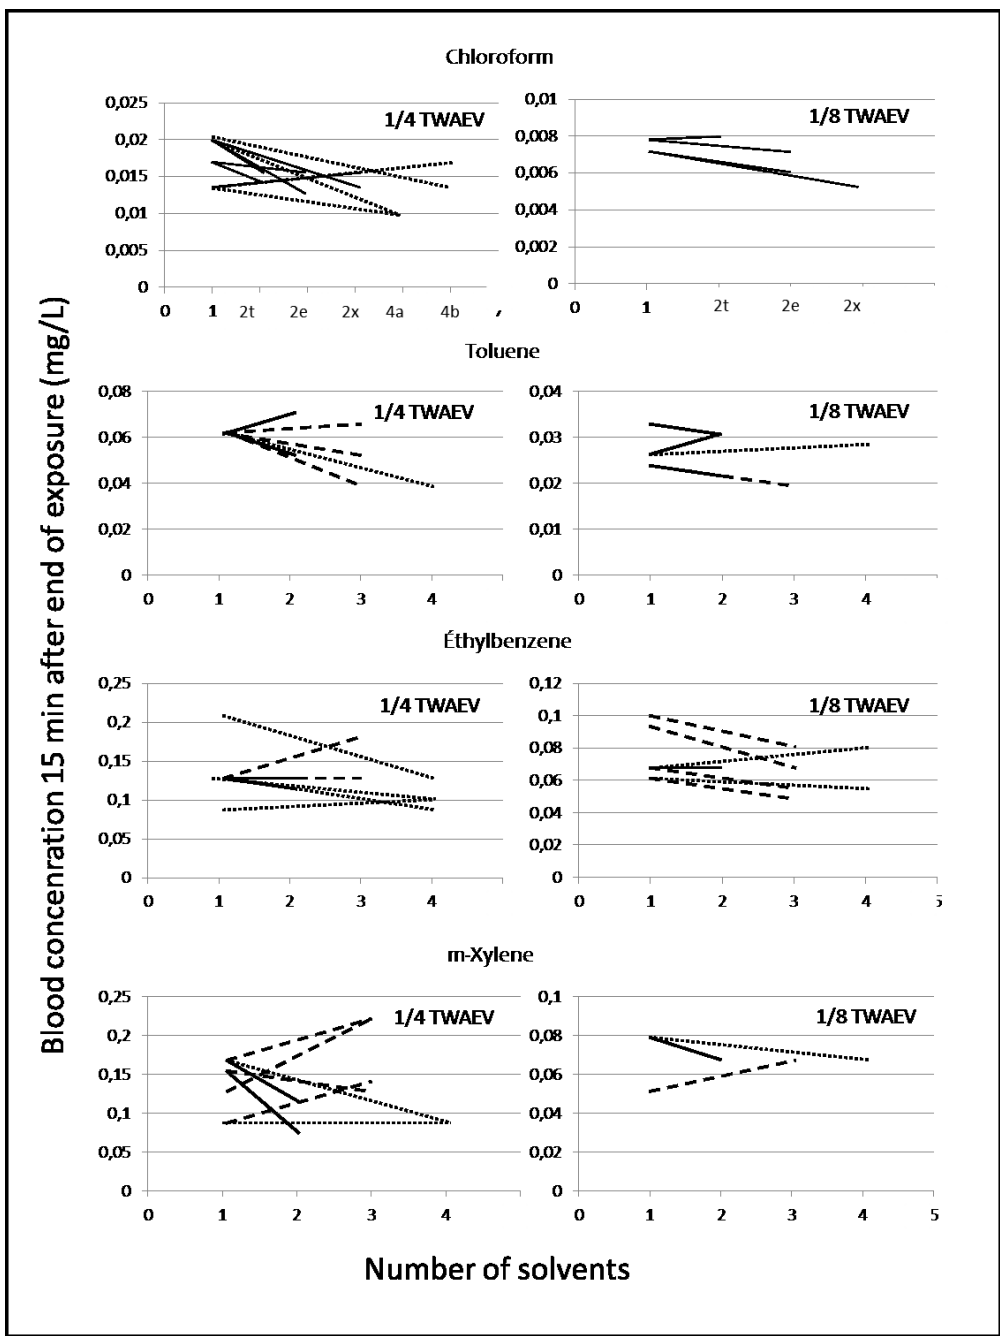 Chloroform
1/4 TWAEV
0,025
0,02
0,015
0,01
0,005
0
0 1 2t 2e 2x 4a 4b
1/8 TWAEV
0,01
0,008
0,006
0,004
0,002
0
0 1 2t 2e 2x
Toluene
1/4 TWAEV
0,08
0,06
0,04
0,02
0
0 1 2 3 4
1/8 TWAEV
0,04
0,03
0,02
0,01
0
0 1 2 3 4
Éthylbenzene
1/4 TWAEV
0,25
0,2
0,15
0,1
0,05
0
0 1 2 3 4
1/8 TWAEV
0,12
0,1
0,08
0,06
0,04
0,02
0
0 1 2 3 4 5
m-Xylene
1/4 TWAEV
0,25
0,2
0,15
0,1
0,05
0
0 1 2 3 4
1/8 TWAEV
0,1
0,08
0,06
0,04
0,02
0
0 1 2 3 4 5
Blood concenration 15 min after end of exposure (mg/L)
Number of solvents